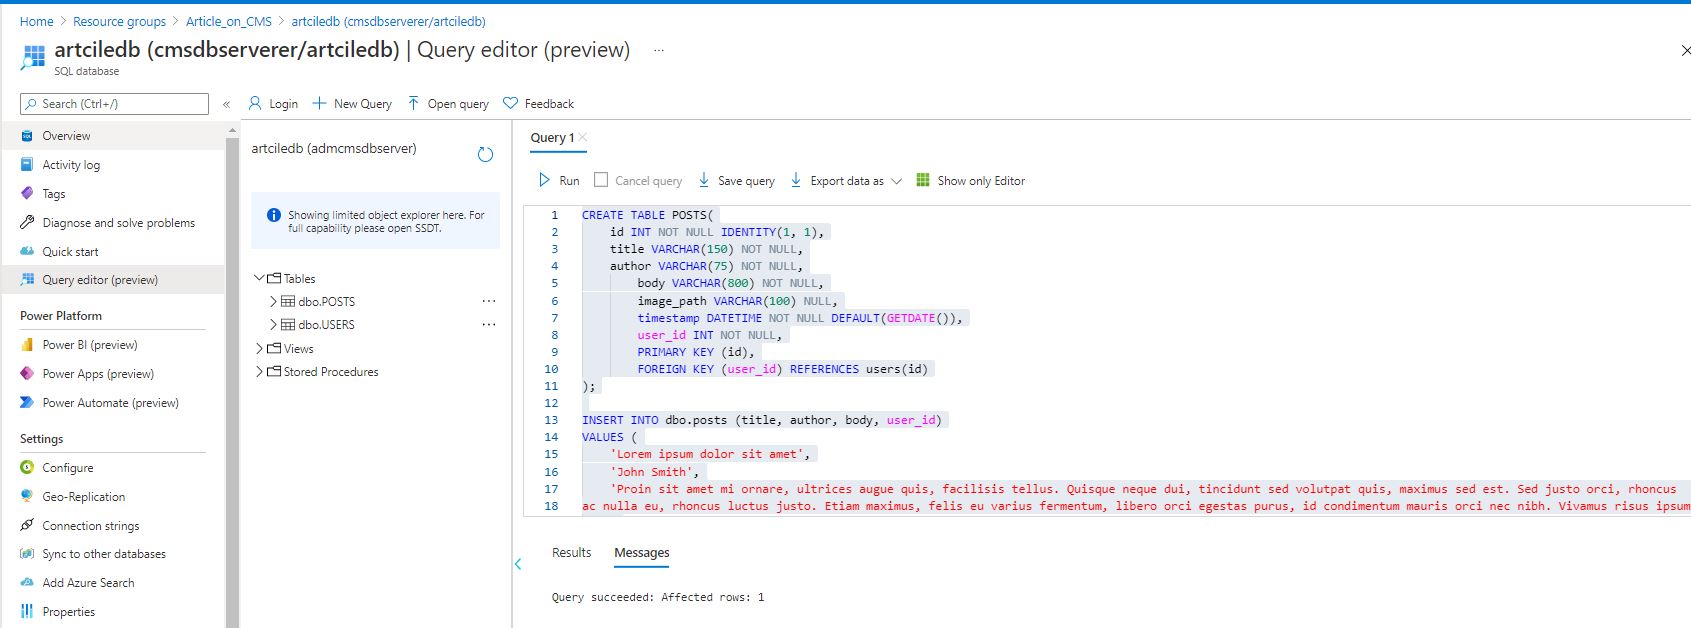 Home > Resource groups > Article_on_CMS > artciledb (cmsdbserverer/artciledb)
artciledb (cmsdbserverer/artciledb) | Query editor (preview) ...
SQL database
Search (Ctrl+/)
«
Login
New Query
Open query
Feedback
Overview
Activity log
Tags
Diagnose and solve problems
Quick start
Query editor (preview)
Power Platform
Power BI (preview)
Power Apps (preview)
Power Automate (preview)
Settings
Configure
Geo-Replication
Connection strings
Sync to other databases
Add Azure Search
Properties
artciledb (admcmsdbserver)
Showing limited object explorer here. For
full capability please open SSDT.
Tables
dbo.POSTS ...
dbo.USERS ...
Views
Stored Procedures
Query 1
Run
Cancel query
Save query
Export data as
Show only Editor
1 CREATE TABLE POSTS(
2 id INT NOT NULL IDENTITY(1, 1),
3 title VARCHAR(150) NOT NULL,
4 author VARCHAR(75) NOT NULL,
5 body VARCHAR(800) NOT NULL,
6 image_path VARCHAR(100) NULL,
7 timestamp DATETIME NOT NULL DEFAULT(GETDATE()),
8 user_id INT NOT NULL,
9 PRIMARY KEY (id),
10 FOREIGN KEY (user_id) REFERENCES users(id)
11 );
12
13 INSERT INTO dbo.posts (title, author, body, user_id)
14 VALUES (
15 'Lorem ipsum dolor sit amet',
16 'John Smith',
17 'Proin sit amet mi ornare, ultrices augue quis, facilisis tellus. Quisque neque dui, tincidunt sed volutpat quis, maximus sed est. Sed justo orci, rhoncus
18 ac nulla eu, rhoncus luctus justo. Etiam maximus, felis eu varius fermentum, libero orci egestas purus, id condimentum mauris orci nec nibh. Vivamus risus ipsum
Results
Messages
Query succeeded: Affected rows: 1